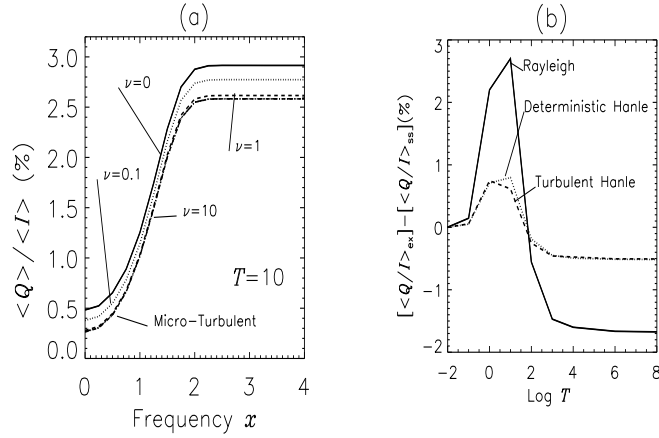 (a)
3.0
2.5
2.0
1.5
1.0
0.5
0.0
<Q>/<I> (%)
ν=0
ν=0.1
ν=1
ν=10
T=10
Micro-Turbulent
0 1 2 3 4
Frequency x
(b)
3
2
1
0
-1
-2
[<Q/I>ex]-[<Q/I>ss](%)
Rayleigh
Deterministic Hanle
Turbulent Hanle
-2 0 2 4 6 8
Log T